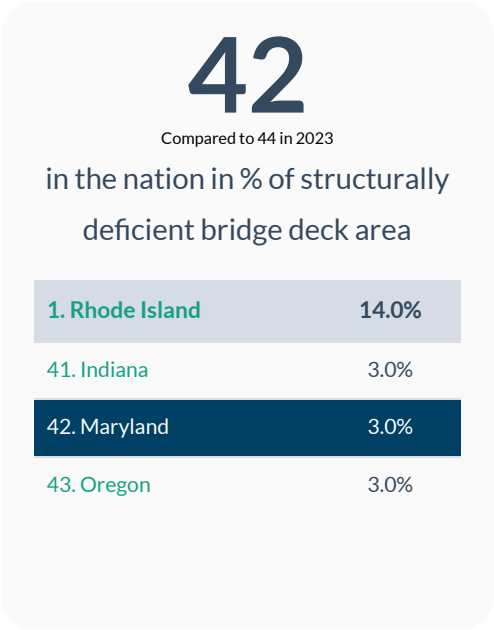 42
Compared to 44 in 2023
in the nation in % of structurally
deficient bridge deck area
1. Rhode Island 14.0%
41. Indiana 3.0%
42. Maryland 3.0%
43. Oregon 3.0%